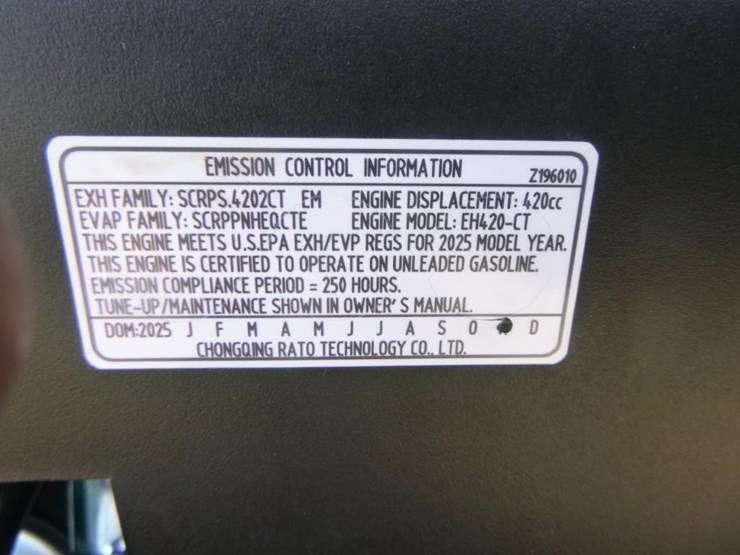 EMISSION CONTROL INFORMATION Z196010
EXH FAMILY: SCRPS.4202CT EM ENGINE DISPLACEMENT: 420cc
EVAP FAMILY: SCRPPNHEQCTE ENGINE MODEL: EH420-CT
THIS ENGINE MEETS U.S.EPA EXH/EVP REGS FOR 2025 MODEL YEAR.
THIS ENGINE IS CERTIFIED TO OPERATE ON UNLEADED GASOLINE.
EMISSION COMPLIANCE PERIOD = 250 HOURS.
TUNE-UP/MAINTENANCE SHOWN IN OWNER'S MANUAL.
DOM:2025 J F M A M J J A S O D
CHONGQING RATO TECHNOLOGY CO., LTD.